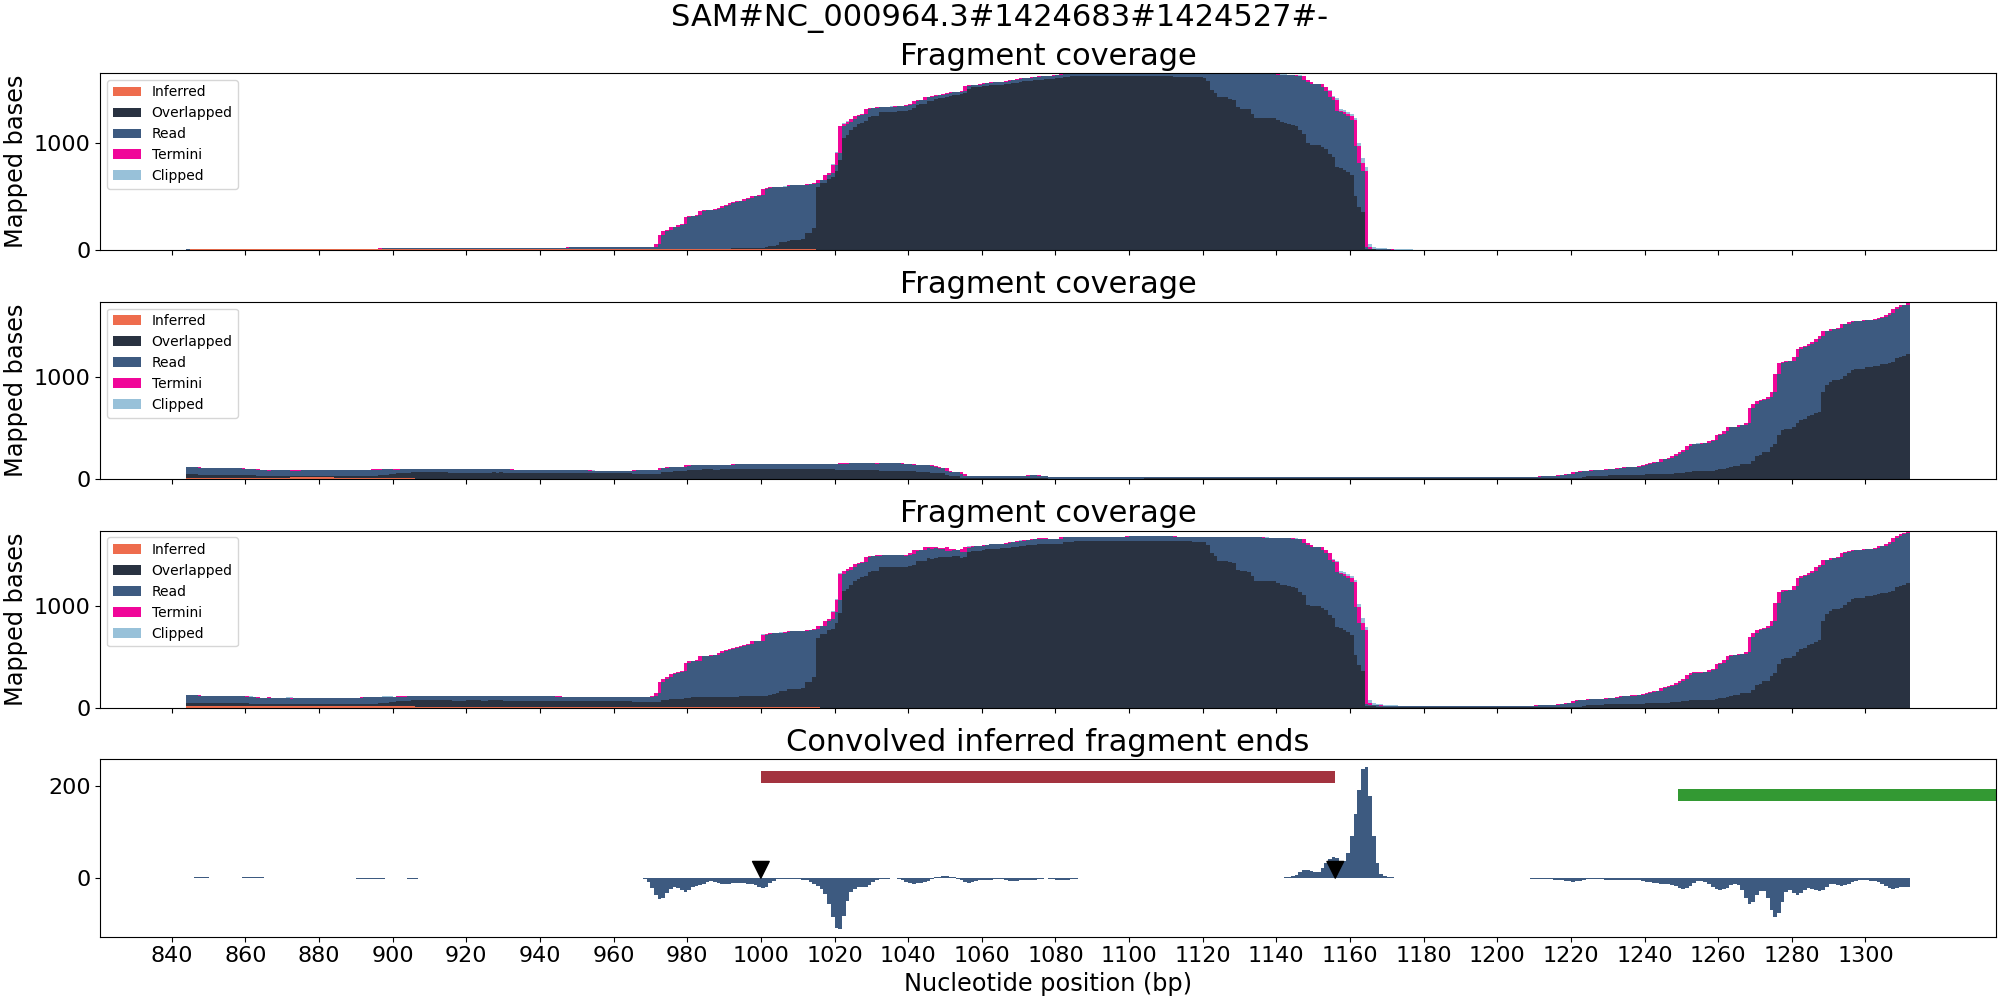 SAM#NC_000964.3#1424683#1424527#-
Fragment coverage
Mapped bases
1000
0
Inferred
Overlapped
Read
Termini
Clipped
Fragment coverage
Mapped bases
1000
0
Inferred
Overlapped
Read
Termini
Clipped
Fragment coverage
Mapped bases
1000
0
Inferred
Overlapped
Read
Termini
Clipped
Convolved inferred fragment ends
200
0
840 860 880 900 920 940 960 980 1000 1020 1040 1060 1080 1100 1120 1140 1160 1180 1200 1220 1240 1260 1280 1300
Nucleotide position (bp)